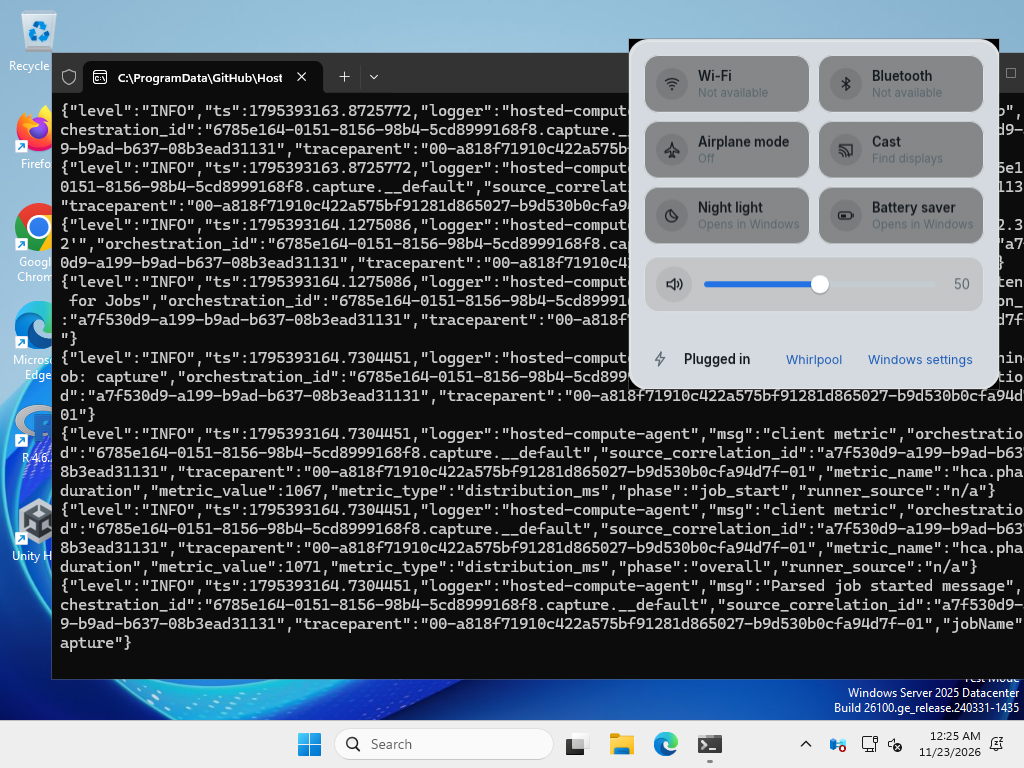 Recycle
Firefo
Google
Chrom
Micros
Edge
R 4.6.
Unity H
C:\ProgramData\GitHub\Host
{"level":"INFO","ts":1795393163.8725772,"logger":"hosted-compute-
chestration_id":"6785e164-0151-8156-98b4-5cd8999168f8.capture.__
9-b9ad-b637-08b3ead31131","traceparent":"00-a818f71910c422a575b
{"level":"INFO","ts":1795393163.8725772,"logger":"hosted-compute-
0151-8156-98b4-5cd8999168f8.capture.__default","source_correlati
"traceparent":"00-a818f71910c422a575bf91281d865027-b9d530b0cfa9
{"level":"INFO","ts":1795393164.1275086,"logger":"hosted-compute-
2'","orchestration_id":"6785e164-0151-8156-98b4-5cd8999168f8.ca
0d9-a199-b9ad-b637-08b3ead31131","traceparent":"00-a818f71910c4
{"level":"INFO","ts":1795393164.1275086,"logger":"hosted-compute-
for Jobs","orchestration_id":"6785e164-0151-8156-98b4-5cd899916
:"a7f530d9-a199-b9ad-b637-08b3ead31131","traceparent":"00-a818f
"}
{"level":"INFO","ts":1795393164.7304451,"logger":"hosted-compute-
ob: capture","orchestration_id":"6785e164-0151-8156-98b4-5cd899
d":"a7f530d9-a199-b9ad-b637-08b3ead31131","traceparent":"00-a818f71910c422a575bf91281d865027-b9d530b0cfa94d7f-
01"}
{"level":"INFO","ts":1795393164.7304451,"logger":"hosted-compute-agent","msg":"client metric","orchestratio
d":"6785e164-0151-8156-98b4-5cd8999168f8.capture.__default","source_correlation_id":"a7f530d9-a199-b9ad-b63
8b3ead31131","traceparent":"00-a818f71910c422a575bf91281d865027-b9d530b0cfa94d7f-01","metric_name":"hca.pha
duration","metric_value":1067,"metric_type":"distribution_ms","phase":"job_start","runner_source":"n/a"}
{"level":"INFO","ts":1795393164.7304451,"logger":"hosted-compute-agent","msg":"client metric","orchestratio
d":"6785e164-0151-8156-98b4-5cd8999168f8.capture.__default","source_correlation_id":"a7f530d9-a199-b9ad-b63
8b3ead31131","traceparent":"00-a818f71910c422a575bf91281d865027-b9d530b0cfa94d7f-01","metric_name":"hca.pha
duration","metric_value":1071,"metric_type":"distribution_ms","phase":"overall","runner_source":"n/a"}
{"level":"INFO","ts":1795393164.7304451,"logger":"hosted-compute-agent","msg":"Parsed job started message",
chestration_id":"6785e164-0151-8156-98b4-5cd8999168f8.capture.__default","source_correlation_id":"a7f530d9-
9-b9ad-b637-08b3ead31131","traceparent":"00-a818f71910c422a575bf91281d865027-b9d530b0cfa94d7f-01","jobName"
apture"}
Wi-Fi
Not available
Bluetooth
Not available
Airplane mode
Off
Cast
Find displays
Night light
Opens in Windows
Battery saver
Opens in Windows
50
Plugged in
Whirlpool
Windows settings
Test Mode
Windows Server 2025 Datacenter
Build 26100.ge_release.240331-1435
Search
12:25 AM
11/23/2026